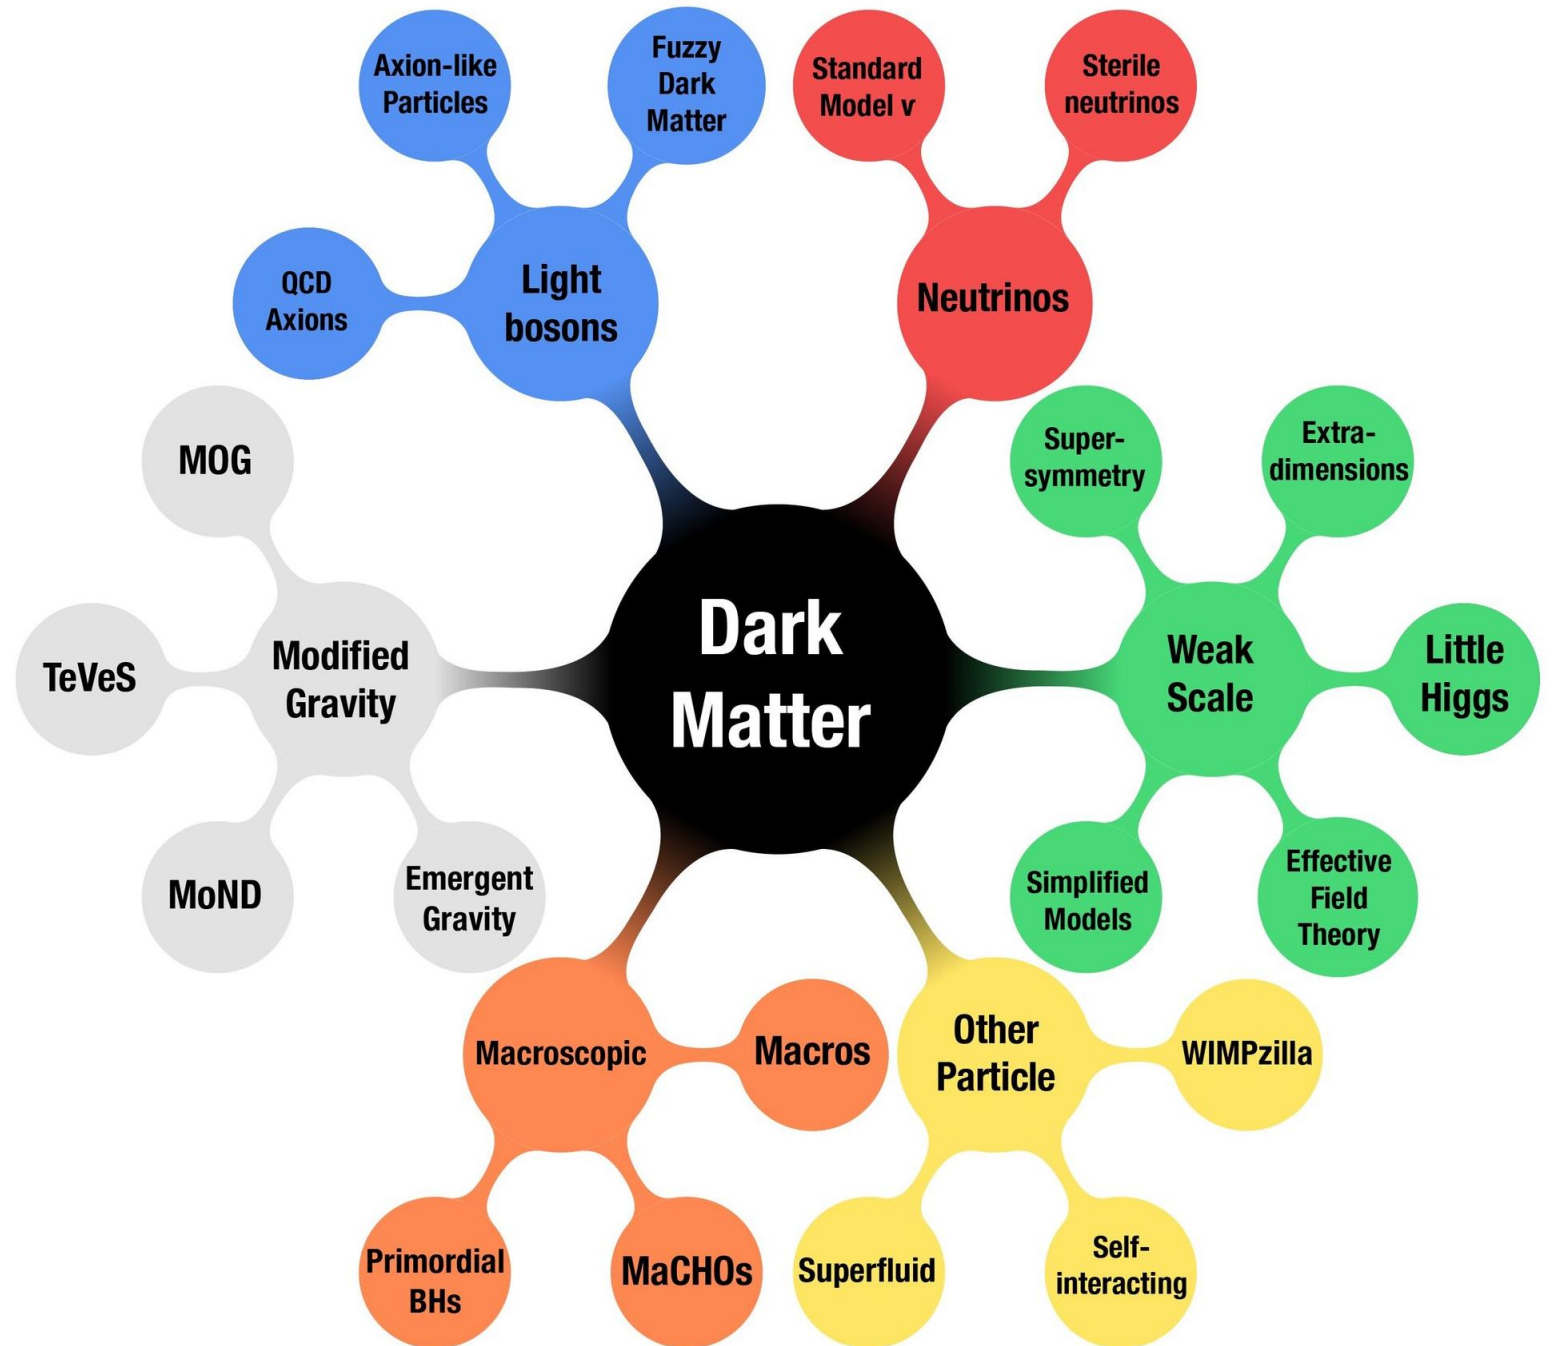 Axion-like
Particles
Fuzzy
Dark
Matter
Standard
Model ν
Sterile
neutrinos
QCD
Axions
Light
bosons
Neutrinos
MOG
Super-
symmetry
Extra-
dimensions
TeVeS
Modified
Gravity
Dark
Matter
Weak
Scale
Little
Higgs
MoND
Emergent
Gravity
Simplified
Models
Effective
Field
Theory
Macroscopic
Macros
Other
Particle
WIMPzilla
Primordial
BHs
MaCHOs
Superfluid
Self-
interacting